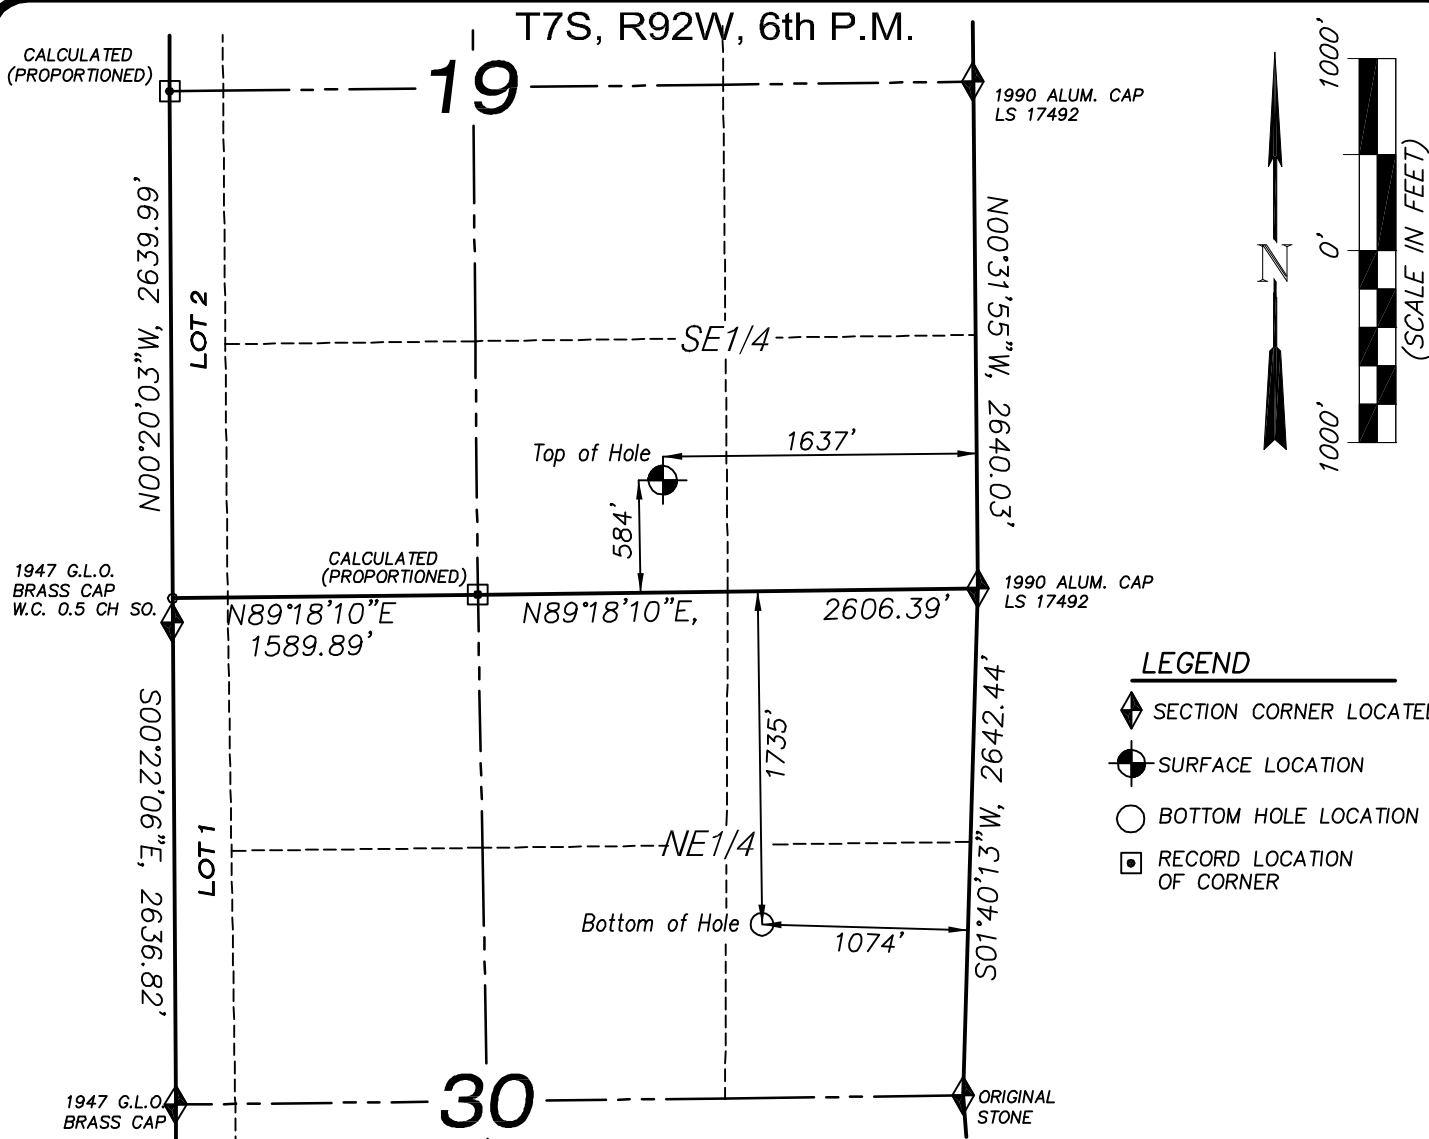 T7S, R92W, 6th P.M.
CALCULATED
(PROPORTIONED)
19
1990 ALUM. CAP
LS 17492
N00°20'03"W, 2639.99'
LOT 2
SE1/4
N00°31'55"W, 2640.03'
Top of Hole
1637'
584'
1947 G.L.O.
BRASS CAP
W.C. 0.5 CH SO.
CALCULATED
(PROPORTIONED)
1990 ALUM. CAP
LS 17492
N89°18'10"E
1589.89'
N89°18'10"E, 2606.39'
S00°22'06"E, 2636.82'
LOT 1
1735'
NE1/4
S01°40'13"W, 2642.44'
Bottom of Hole
1074'
1947 G.L.O.
BRASS CAP
30
ORIGINAL
STONE
N
1000'
0'
1000'
(SCALE IN FEET)
LEGEND
SECTION CORNER LOCATED
SURFACE LOCATION
BOTTOM HOLE LOCATION
RECORD LOCATION
OF CORNER